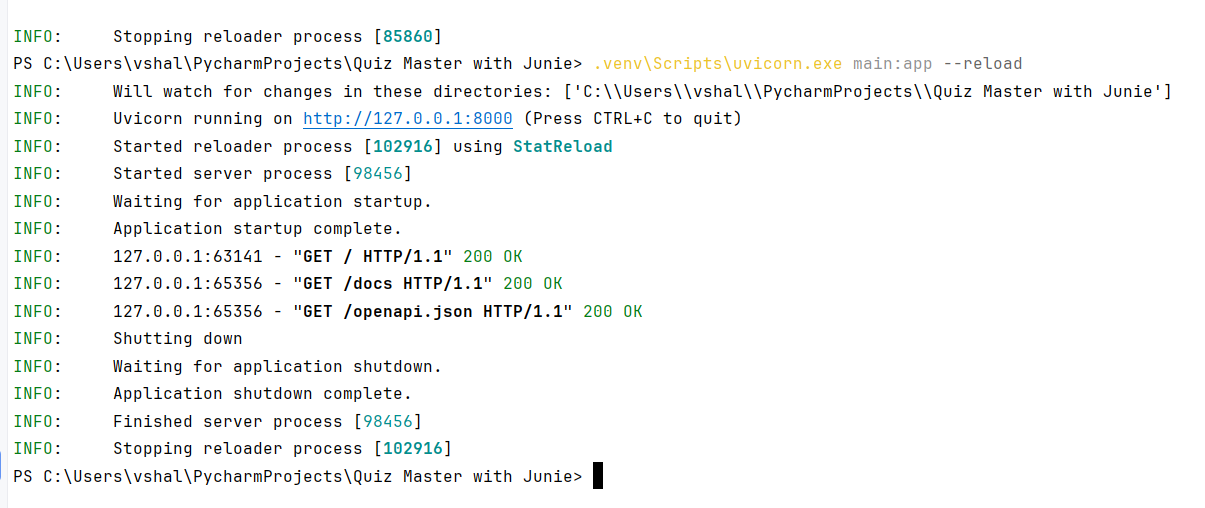 INFO:     Stopping reloader process [85860]
PS C:\Users\vshal\PycharmProjects\Quiz Master with Junie> .venv\Scripts\uvicorn.exe main:app --reload
INFO:     Will watch for changes in these directories: ['C:\\Users\\vshal\\PycharmProjects\\Quiz Master with Junie']
INFO:     Uvicorn running on http://127.0.0.1:8000 (Press CTRL+C to quit)
INFO:     Started reloader process [102916] using StatReload
INFO:     Started server process [98456]
INFO:     Waiting for application startup.
INFO:     Application startup complete.
INFO:     127.0.0.1:63141 - "GET / HTTP/1.1" 200 OK
INFO:     127.0.0.1:65356 - "GET /docs HTTP/1.1" 200 OK
INFO:     127.0.0.1:65356 - "GET /openapi.json HTTP/1.1" 200 OK
INFO:     Shutting down
INFO:     Waiting for application shutdown.
INFO:     Application shutdown complete.
INFO:     Finished server process [98456]
INFO:     Stopping reloader process [102916]
PS C:\Users\vshal\PycharmProjects\Quiz Master with Junie>